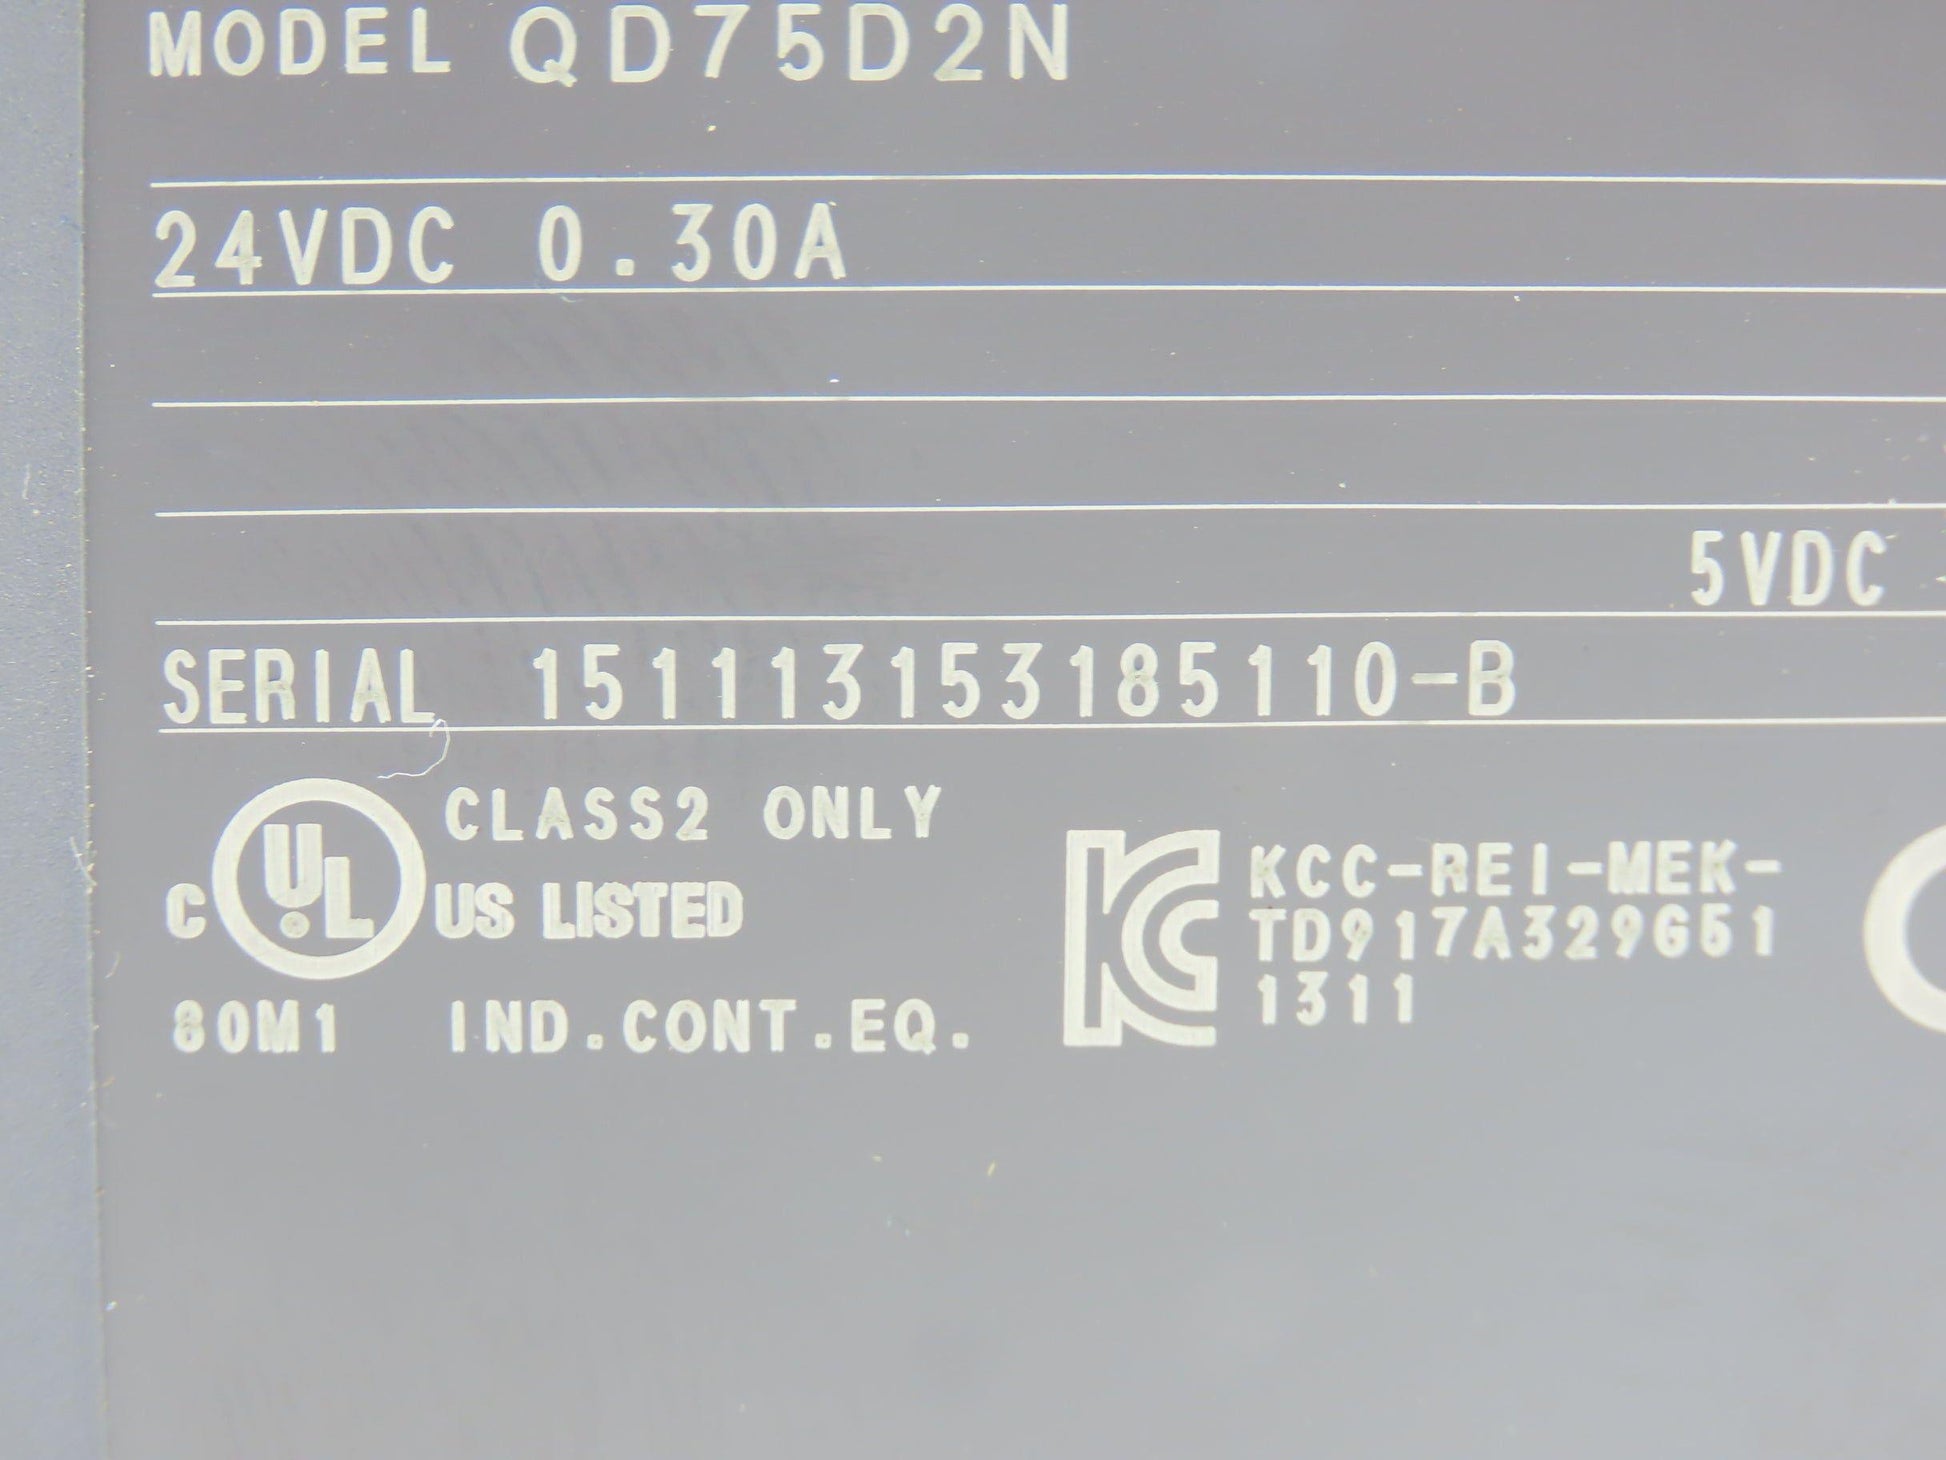 MODEL QD75D2N
24VDC 0.30A
5VDC
SERIAL 151113153185110-B
CLASS2 ONLY
C UL US LISTED
80M1 IND.CONT.EQ.
KCC-REI-MEK-
TD917A329G51
1311